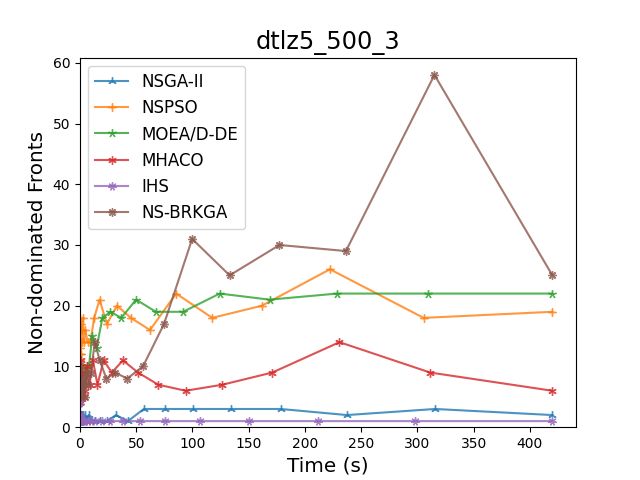 dtlz5_500_3
60
50
40
30
20
10
0
Non-dominated Fronts
NSGA-II
NSPSO
MOEA/D-DE
MHACO
IHS
NS-BRKGA
0 50 100 150 200 250 300 350 400
Time (s)